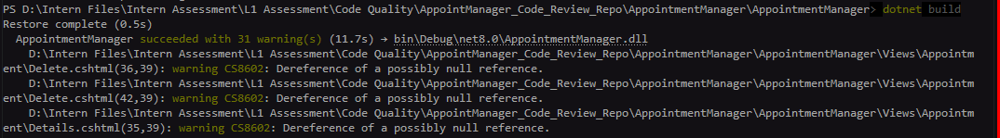 PS D:\Intern Files\Intern Assessment\L1 Assessment\Code Quality\AppointManager_Code_Review_Repo\AppointmentManager\AppointmentManager> dotnet build
Restore complete (0.5s)
  AppointmentManager succeeded with 31 warning(s) (11.7s) → bin\Debug\net8.0\AppointmentManager.dll
    D:\Intern Files\Intern Assessment\L1 Assessment\Code Quality\AppointManager_Code_Review_Repo\AppointmentManager\AppointmentManager\Views\Appointm
ent\Delete.cshtml(36,39): warning CS8602: Dereference of a possibly null reference.
    D:\Intern Files\Intern Assessment\L1 Assessment\Code Quality\AppointManager_Code_Review_Repo\AppointmentManager\AppointmentManager\Views\Appointm
ent\Delete.cshtml(42,39): warning CS8602: Dereference of a possibly null reference.
    D:\Intern Files\Intern Assessment\L1 Assessment\Code Quality\AppointManager_Code_Review_Repo\AppointmentManager\AppointmentManager\Views\Appointm
ent\Details.cshtml(35,39): warning CS8602: Dereference of a possibly null reference.